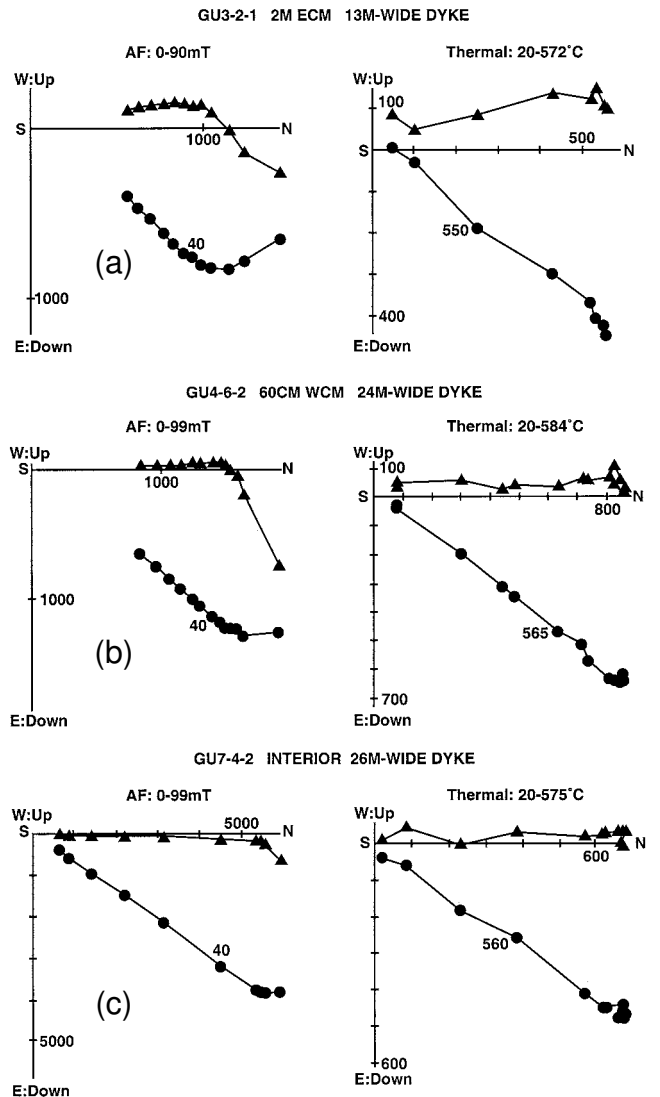 GU3-2-1 2M ECM 13M-WIDE DYKE
AF: 0-90mT
W:Up
S
N
1000
40
(a)
1000
E:Down
Thermal: 20-572°C
W:Up
100
S
500
N
550
400
E:Down
GU4-6-2 60CM WCM 24M-WIDE DYKE
AF: 0-99mT
W:Up
S
N
1000
1000
40
(b)
E:Down
Thermal: 20-584°C
W:Up
100
S
N
800
565
700
E:Down
GU7-4-2 INTERIOR 26M-WIDE DYKE
AF: 0-99mT
W:Up
5000
S
N
40
(c)
5000
E:Down
Thermal: 20-575°C
W:Up
S
N
600
560
600
E:Down